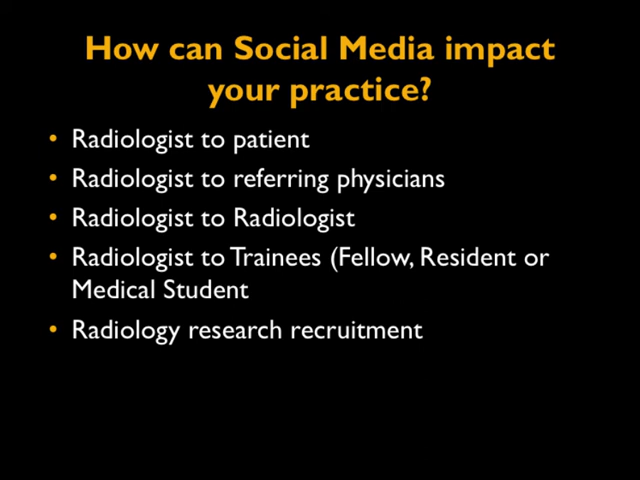 How can Social Media impact
your practice?
• Radiologist to patient
• Radiologist to referring physicians
• Radiologist to Radiologist
• Radiologist to Trainees (Fellow, Resident or
Medical Student
• Radiology research recruitment